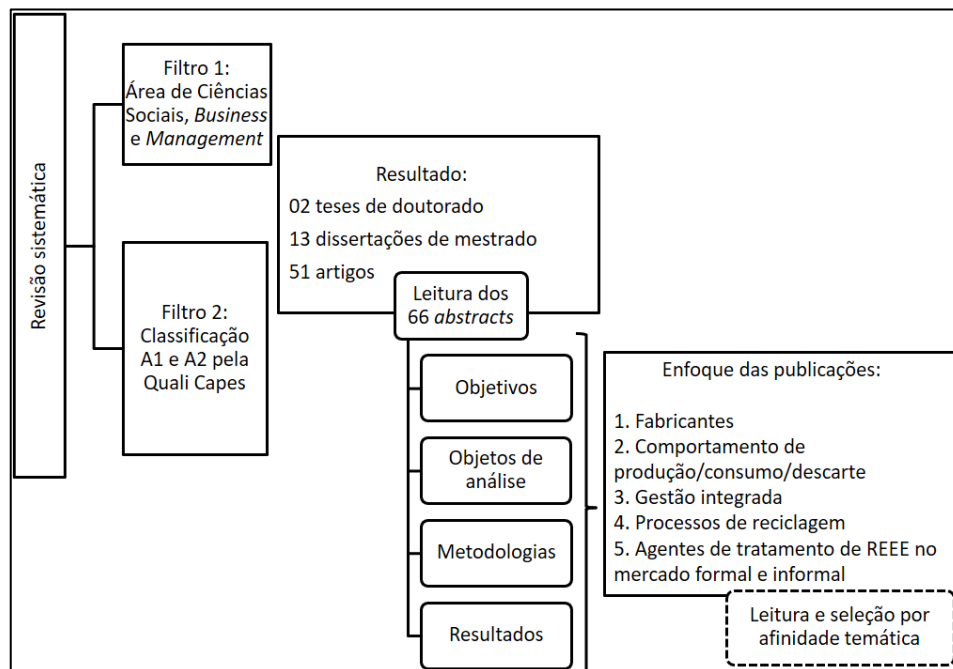 Revisão sistemática
Filtro 1:
Área de Ciências
Sociais, Business
e Management
Filtro 2:
Classificação
A1 e A2 pela
Quali Capes
Resultado:
02 teses de doutorado
13 dissertações de mestrado
51 artigos
Leitura dos
66 abstracts
Objetivos
Objetos de
análise
Metodologias
Resultados
Enfoque das publicações:
1. Fabricantes
2. Comportamento de
produção/consumo/descarte
3. Gestão integrada
4. Processos de reciclagem
5. Agentes de tratamento de REEE no
mercado formal e informal
Leitura e seleção por
afinidade temática